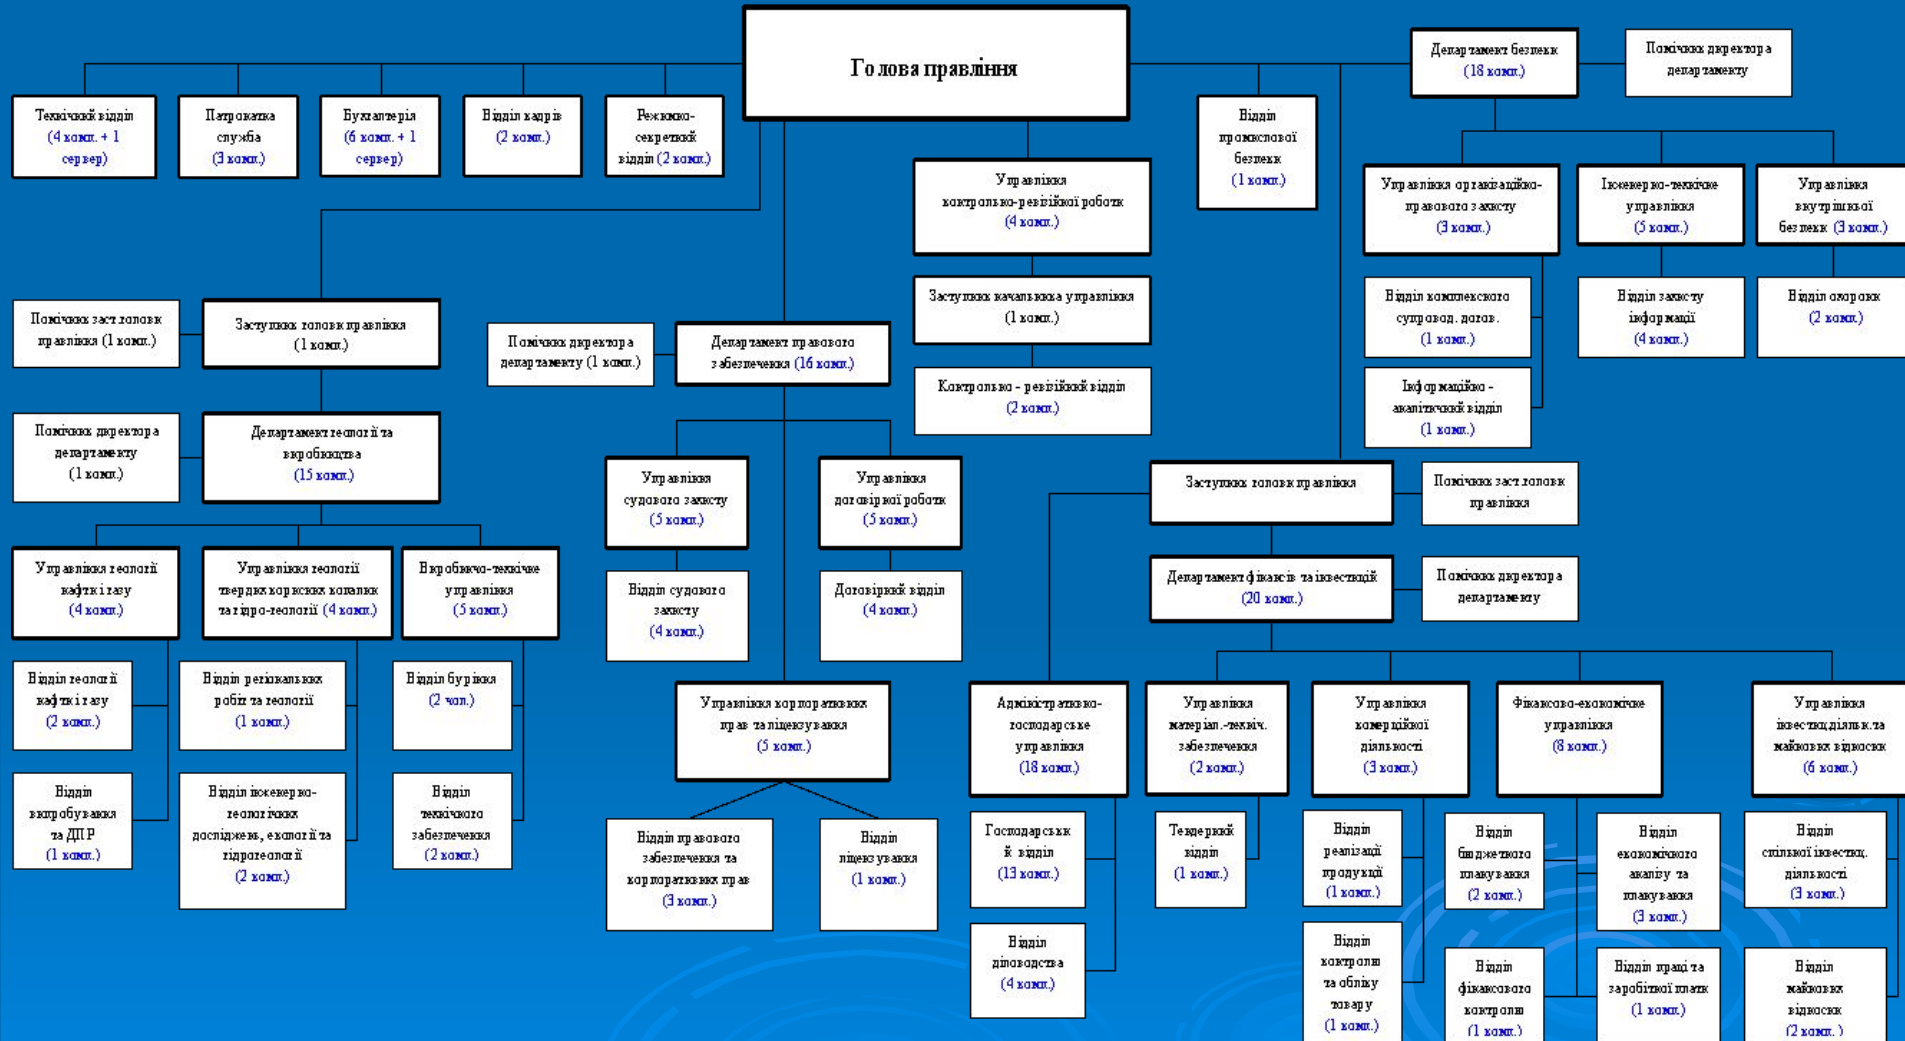 Голова правління
Департамент безпеки
(18 комп.)
Помічник директора
департаменту
Технічний відділ
(4 комп. + 1
сервер)
Патронатна
служба
(3 комп.)
Бухгалтерія
(6 комп. + 1
сервер)
Відділ кадрів
(2 комп.)
Режимно-
секретний
відділ (2 комп.)
Відділ
промислової
безпеки
(1 комп.)
Управління
контрольно-ревізійної роботи
(4 комп.)
Управління організаційно-
правового захисту
(3 комп.)
Інженерно-технічне
управління
(5 комп.)
Управління
внутрішньої
безпеки (3 комп.)
Заступник начальника управління
(1 комп.)
Відділ комплексного
супровод. догов.
(1 комп.)
Відділ захисту
інформації
(4 комп.)
Відділ охорони
(2 комп.)
Помічник заст.голови
правління (1 комп.)
Заступник голови правління
(1 комп.)
Помічник директора
департаменту (1 комп.)
Департамент правового
забезпечення (16 комп.)
Контрольно - ревізійний відділ
(2 комп.)
Інформаційно -
аналітичний відділ
(1 комп.)
Помічник директора
департаменту
(1 комп.)
Департамент геології та
виробництва
(15 комп.)
Управління
судового захисту
(5 комп.)
Управління
договірної роботи
(5 комп.)
Заступник голови правління
Помічник заст.голови
правління
Управління геології
нафти і газу
(4 комп.)
Управління геології
твердих корисних копалин
та гідро-геології (4 комп.)
Виробничо-технічне
управління
(5 комп.)
Відділ судового
захисту
(4 комп.)
Договірний відділ
(4 комп.)
Департамент фінансів та інвестицій
(20 комп.)
Помічник директора
департаменту
Відділ геології
нафти і газу
(2 комп.)
Відділ регіональних
робіт та геології
(1 комп.)
Відділ буріння
(2 чол.)
Управління корпоративних
прав та ліцензування
(5 комп.)
Адміністративно-
господарське
управління
(18 комп.)
Управління
матеріал.-техніч.
забезпечення
(2 комп.)
Управління
комерційної
діяльності
(3 комп.)
Фінансово-економічне
управління
(8 комп.)
Управління
інвестиц.діяльн.та
майнових відносин
(6 комп.)
Відділ
випробування
та ДПР
(1 комп.)
Відділ інженерно-
геологічних
досліджень, екології та
гідрогеології
(2 комп.)
Відділ
технічного
забезпечення
(2 комп.)
Відділ правового
забезпечення та
корпоративних прав
(3 комп.)
Відділ
ліцензування
(1 комп.)
Господарськи
й відділ
(13 комп.)
Тендерний
відділ
(1 комп.)
Відділ
реалізації
продукції
(1 комп.)
Відділ
бюджетного
планування
(2 комп.)
Відділ
економічного
аналізу та
планування
(3 комп.)
Відділ
спільної інвестиц.
діяльності
(3 комп.)
Відділ
діловодства
(4 комп.)
Відділ
контролю
та обліку
товару
(1 комп.)
Відділ
фінансового
контролю
(1 комп.)
Відділ праці та
заробітної плати
(1 комп.)
Відділ
майнових
відносин
(2 комп.)